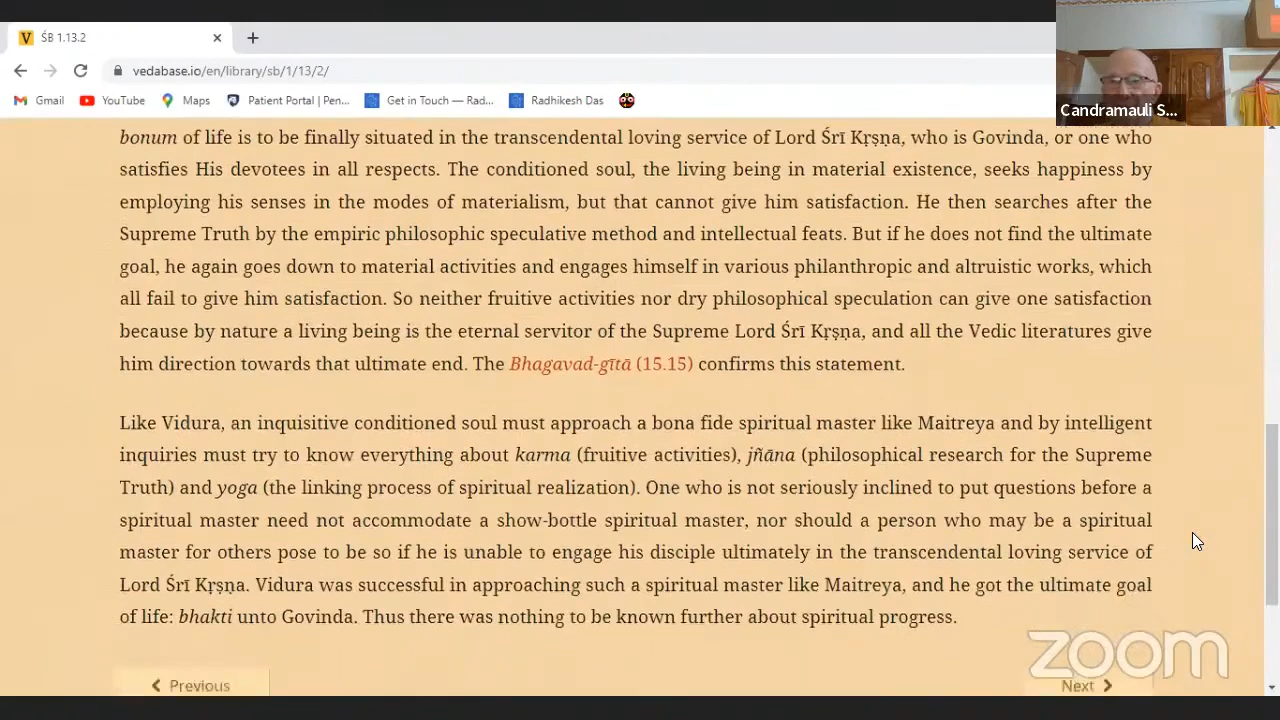 ŚB 1.13.2
vedabase.io/en/library/sb/1/13/2/
Gmail YouTube Maps Patient Portal | Pen... Get in Touch — Rad... Radhikesh Das
Candramauli S...
bonum of life is to be finally situated in the transcendental loving service of Lord Śrī Kṛṣṇa, who is Govinda, or one who
satisfies His devotees in all respects. The conditioned soul, the living being in material existence, seeks happiness by
employing his senses in the modes of materialism, but that cannot give him satisfaction. He then searches after the
Supreme Truth by the empiric philosophic speculative method and intellectual feats. But if he does not find the ultimate
goal, he again goes down to material activities and engages himself in various philanthropic and altruistic works, which
all fail to give him satisfaction. So neither fruitive activities nor dry philosophical speculation can give one satisfaction
because by nature a living being is the eternal servitor of the Supreme Lord Śrī Kṛṣṇa, and all the Vedic literatures give
him direction towards that ultimate end. The Bhagavad-gītā (15.15) confirms this statement.
Like Vidura, an inquisitive conditioned soul must approach a bona fide spiritual master like Maitreya and by intelligent
inquiries must try to know everything about karma (fruitive activities), jñāna (philosophical research for the Supreme
Truth) and yoga (the linking process of spiritual realization). One who is not seriously inclined to put questions before a
spiritual master need not accommodate a show-bottle spiritual master, nor should a person who may be a spiritual
master for others pose to be so if he is unable to engage his disciple ultimately in the transcendental loving service of
Lord Śrī Kṛṣṇa. Vidura was successful in approaching such a spiritual master like Maitreya, and he got the ultimate goal
of life: bhakti unto Govinda. Thus there was nothing to be known further about spiritual progress.
Previous Next
zoom